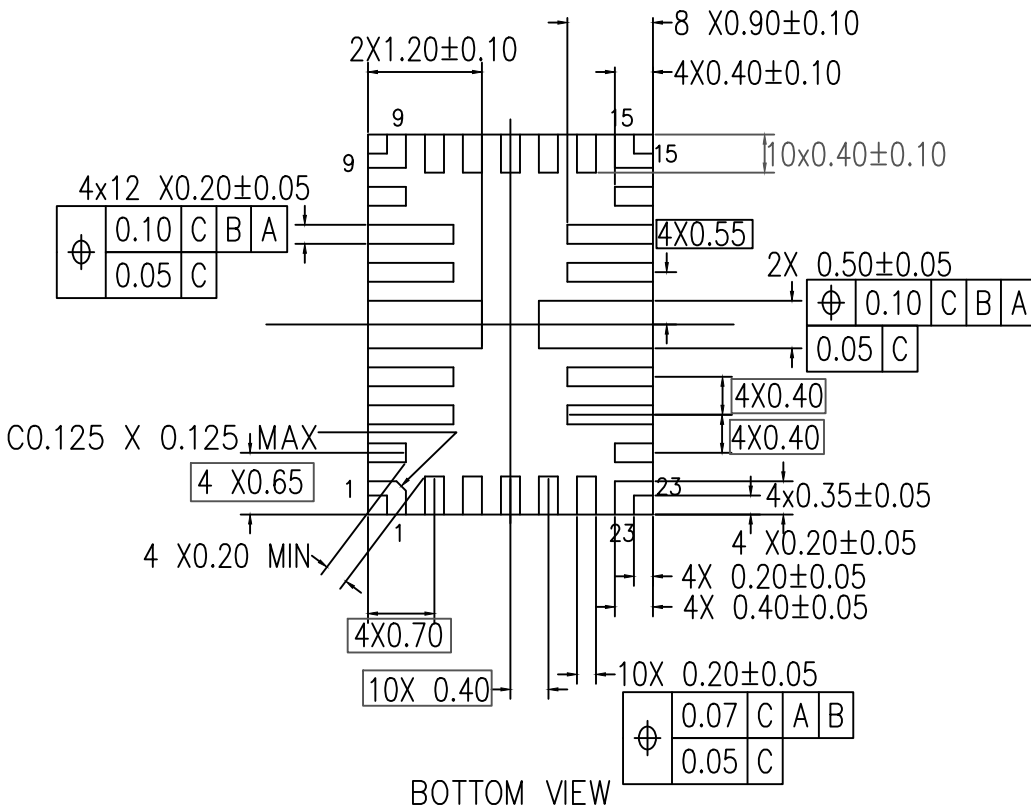 8 X0.90±0.10
2X1.20±0.10
4X0.40±0.10
9
15
9
15
10x0.40±0.10
4x12 X0.20±0.05
0.10 C B A
0.05 C
4X0.55
2X 0.50±0.05
0.10 C B A
0.05 C
4X0.40
C0.125 X 0.125 MAX
4X0.40
4 X0.65
1
23
4x0.35±0.05
1
23
4 X0.20±0.05
4 X0.20 MIN
4X 0.20±0.05
4X 0.40±0.05
4X0.70
10X 0.40
10X 0.20±0.05
0.07 C A B
0.05 C
BOTTOM VIEW